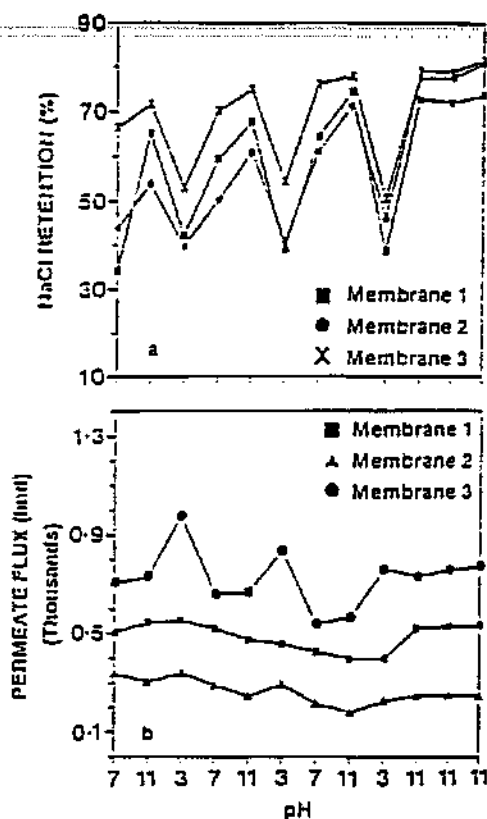 90
70
50
30
10
NaCl RETENTION (%)
a
Membrane 1
Membrane 2
Membrane 3
1·3
0·9
0·5
0·1
PERMEATE FLUX (lmd)
(Thousands)
Membrane 1
Membrane 2
Membrane 3
b
7 11 3 7 11 3 7 11 3 11 11 11
pH